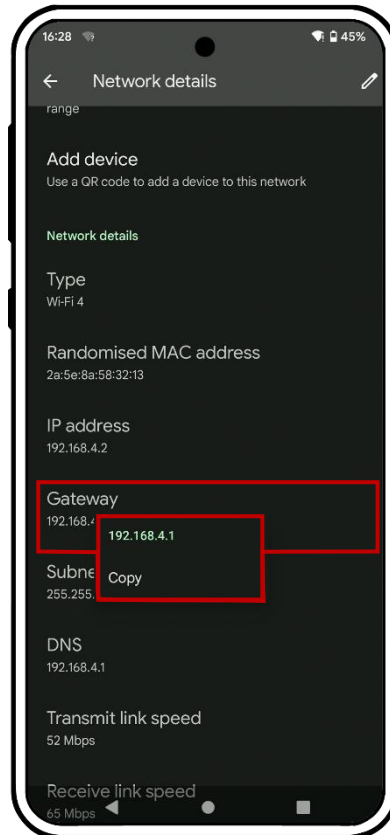 16:28 45%
Network details
range
Add device
Use a QR code to add a device to this network
Network details
Type
Wi-Fi 4
Randomised MAC address
2a:5e:8a:58:32:13
IP address
192.168.4.2
Gateway
192.168.4
192.168.4.1
Copy
Subne
255.255.
DNS
192.168.4.1
Transmit link speed
52 Mbps
Receive link speed
65 Mbps